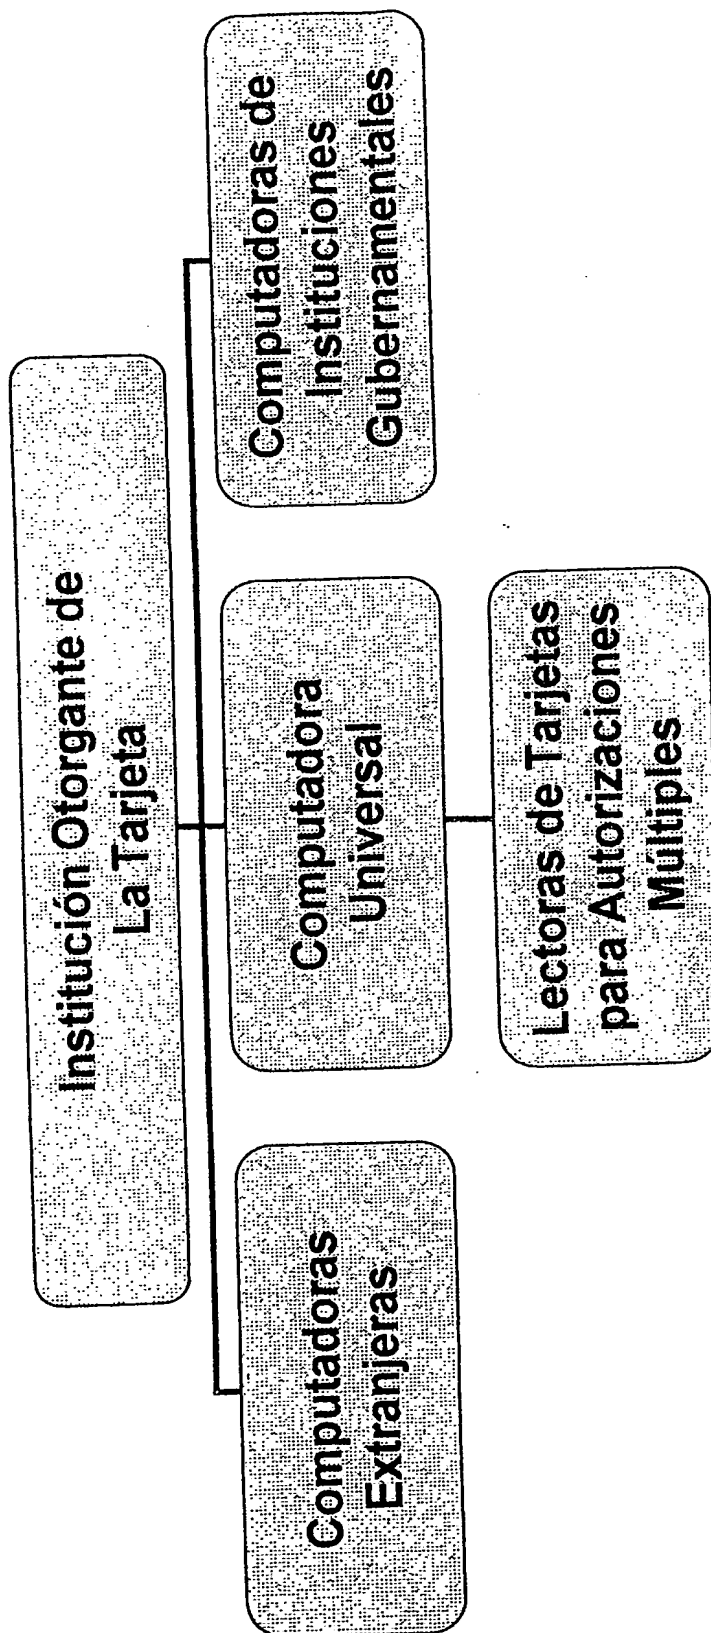 Institución Otorgante de
La Tarjeta
Computadoras
Extranjeras
Computadora
Universal
Computadoras de
Instituciones
Gubernamentales
Lectoras de Tarjetas
para Autorizaciones
Múltiples